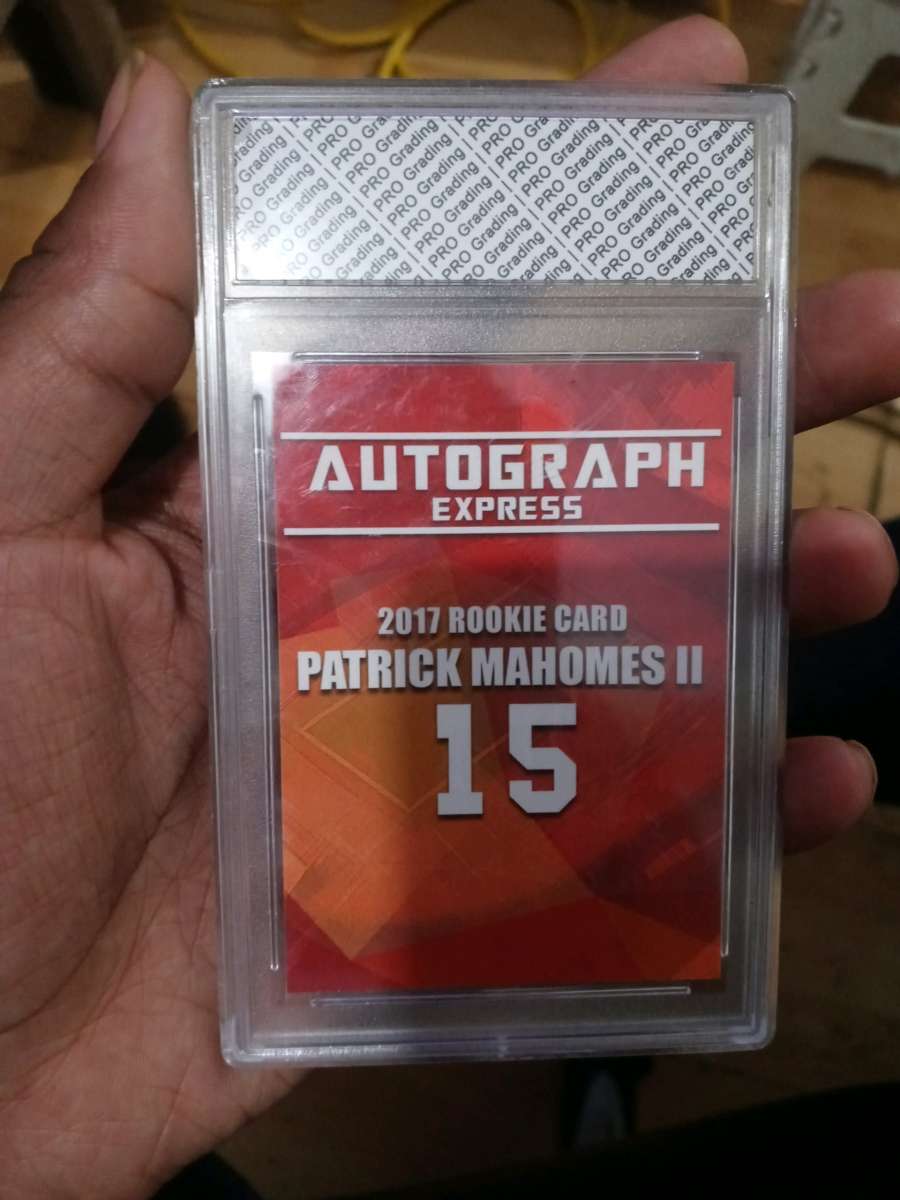 PRO Grading | PRO Grading | PRO Grading | PRO Grading
AUTOGRAPH
EXPRESS
2017 ROOKIE CARD
PATRICK MAHOMES II
15